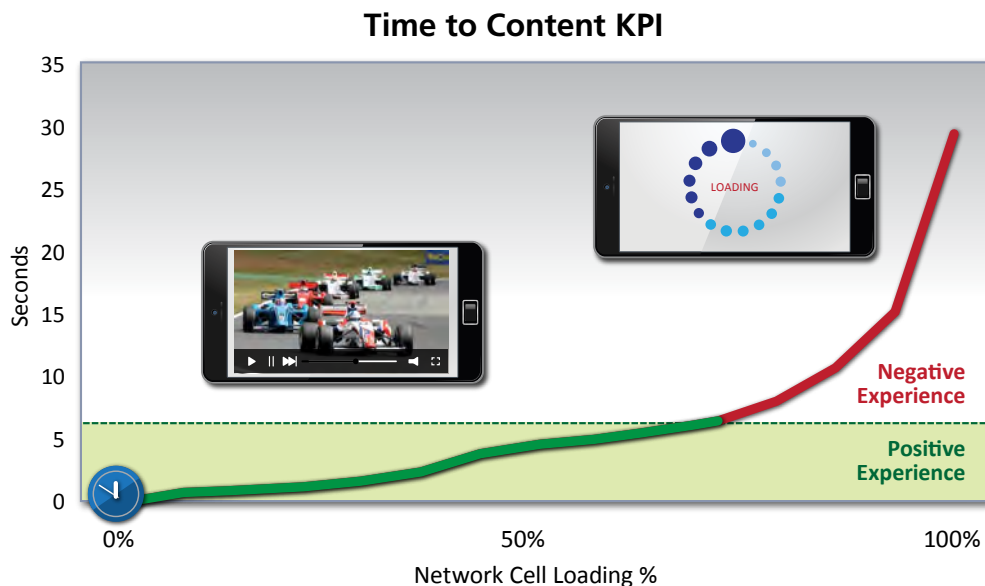 Time to Content KPI
35
30
25
20
15
10
5
0
Seconds
LOADING
Negative
Experience
Positive
Experience
0%
50%
100%
Network Cell Loading %